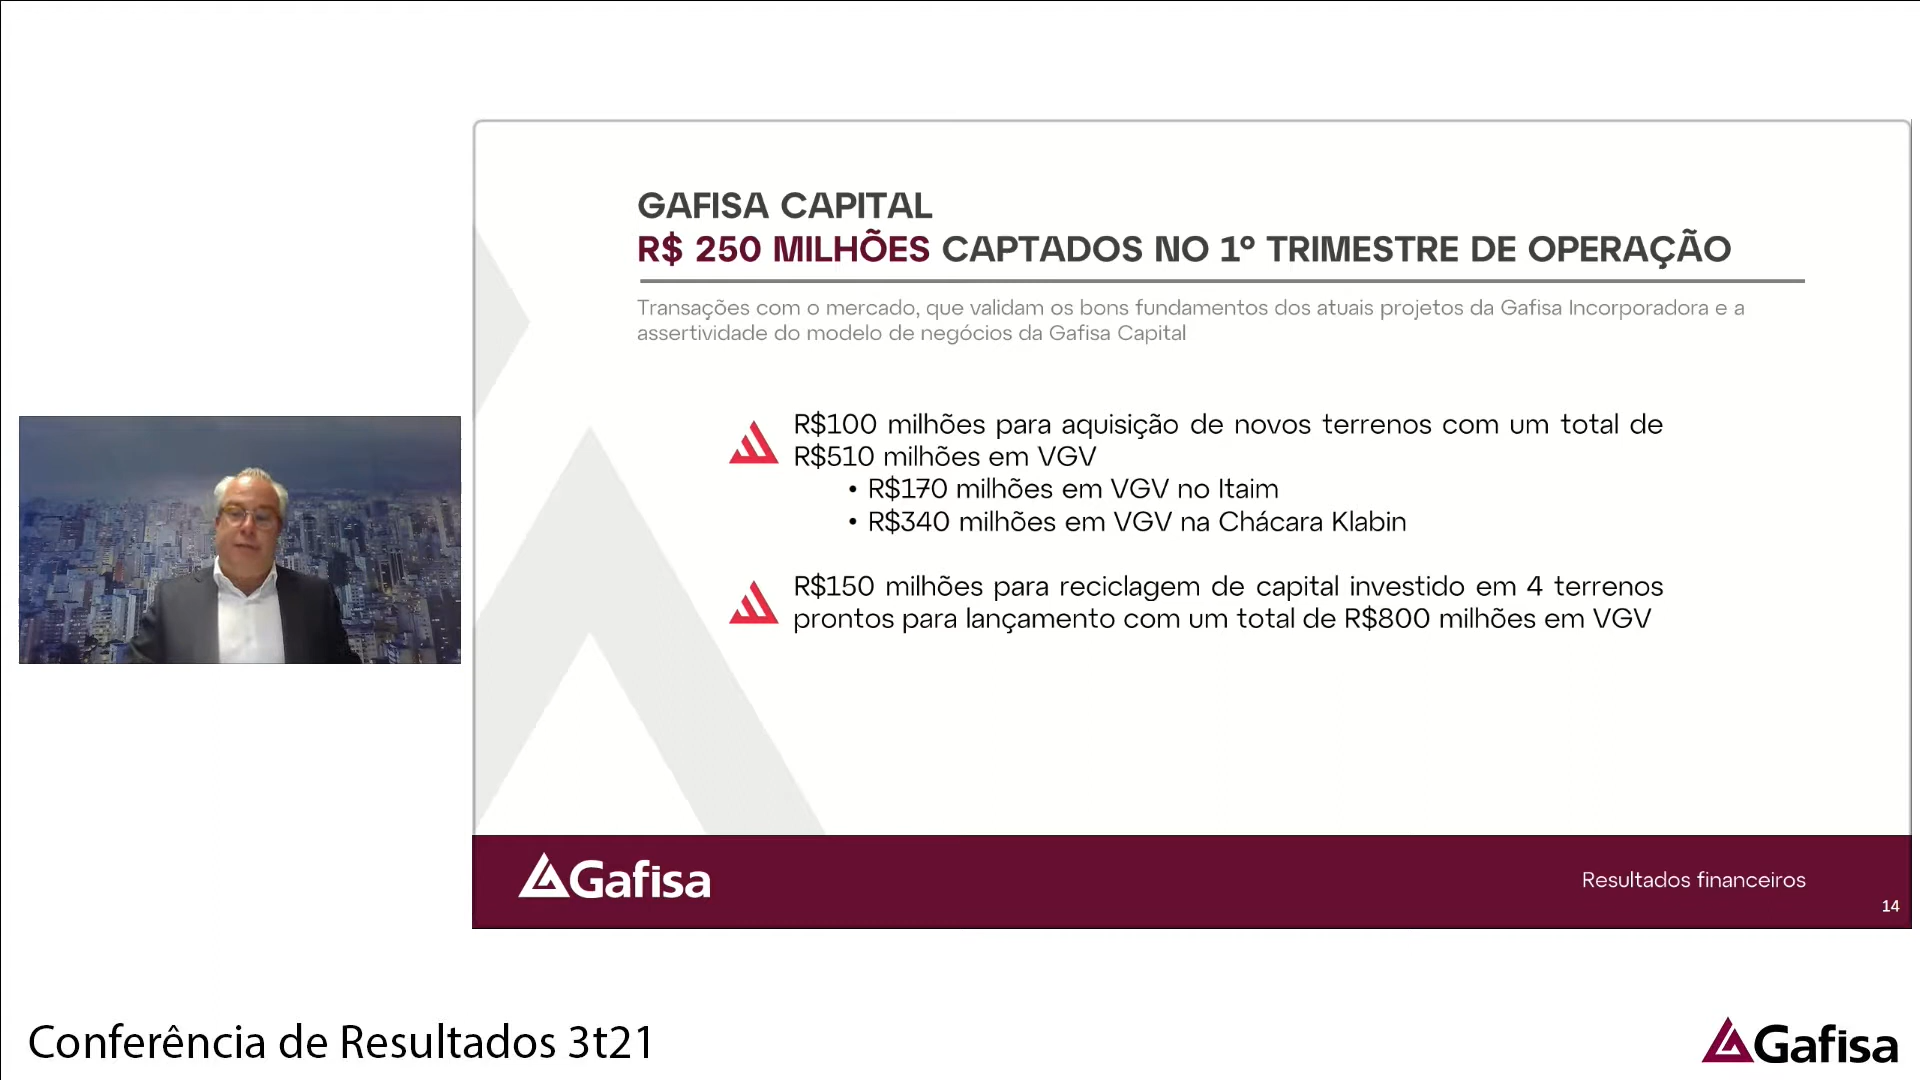 GAFISA CAPITAL
R$ 250 MILHÕES CAPTADOS NO 1º TRIMESTRE DE OPERAÇÃO
Transações com o mercado, que validam os bons fundamentos dos atuais projetos da Gafisa Incorporadora e a
assertividade do modelo de negócios da Gafisa Capital
R$100 milhões para aquisição de novos terrenos com um total de
R$510 milhões em VGV
• R$170 milhões em VGV no Itaim
• R$340 milhões em VGV na Chácara Klabin
R$150 milhões para reciclagem de capital investido em 4 terrenos
prontos para lançamento com um total de R$800 milhões em VGV
Gafisa
Resultados financeiros
14
Conferência de Resultados 3t21
Gafisa